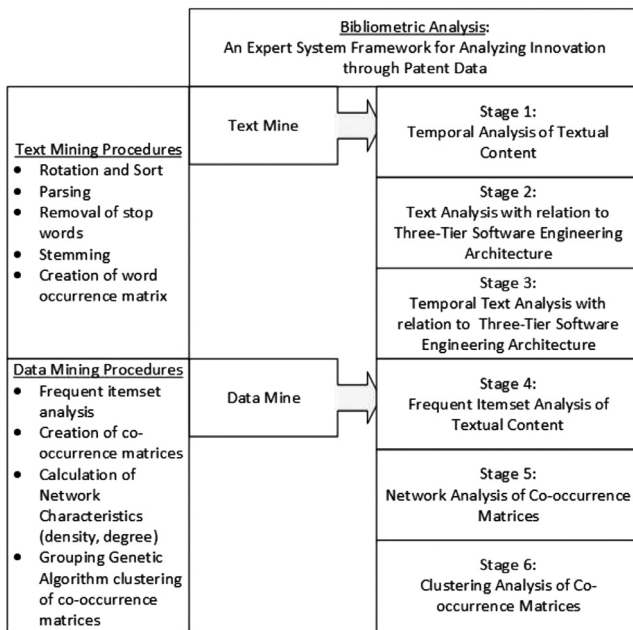 Bibliometric Analysis:
An Expert System Framework for Analyzing Innovation
through Patent Data
Text Mining Procedures
• Rotation and Sort
• Parsing
• Removal of stop
words
• Stemming
• Creation of word
occurrence matrix
Text Mine
Stage 1:
Temporal Analysis of Textual
Content
Stage 2:
Text Analysis with relation to
Three-Tier Software Engineering
Architecture
Stage 3:
Temporal Text Analysis with
relation to Three-Tier Software
Engineering Architecture
Data Mining Procedures
• Frequent itemset
analysis
• Creation of co-
occurrence matrices
• Calculation of
Network
Characteristics
(density, degree)
• Grouping Genetic
Algorithm clustering
of co-occurrence
matrices
Data Mine
Stage 4:
Frequent Itemset Analysis of
Textual Content
Stage 5:
Network Analysis of Co-occurrence
Matrices
Stage 6:
Clustering Analysis of Co-
occurrence Matrices